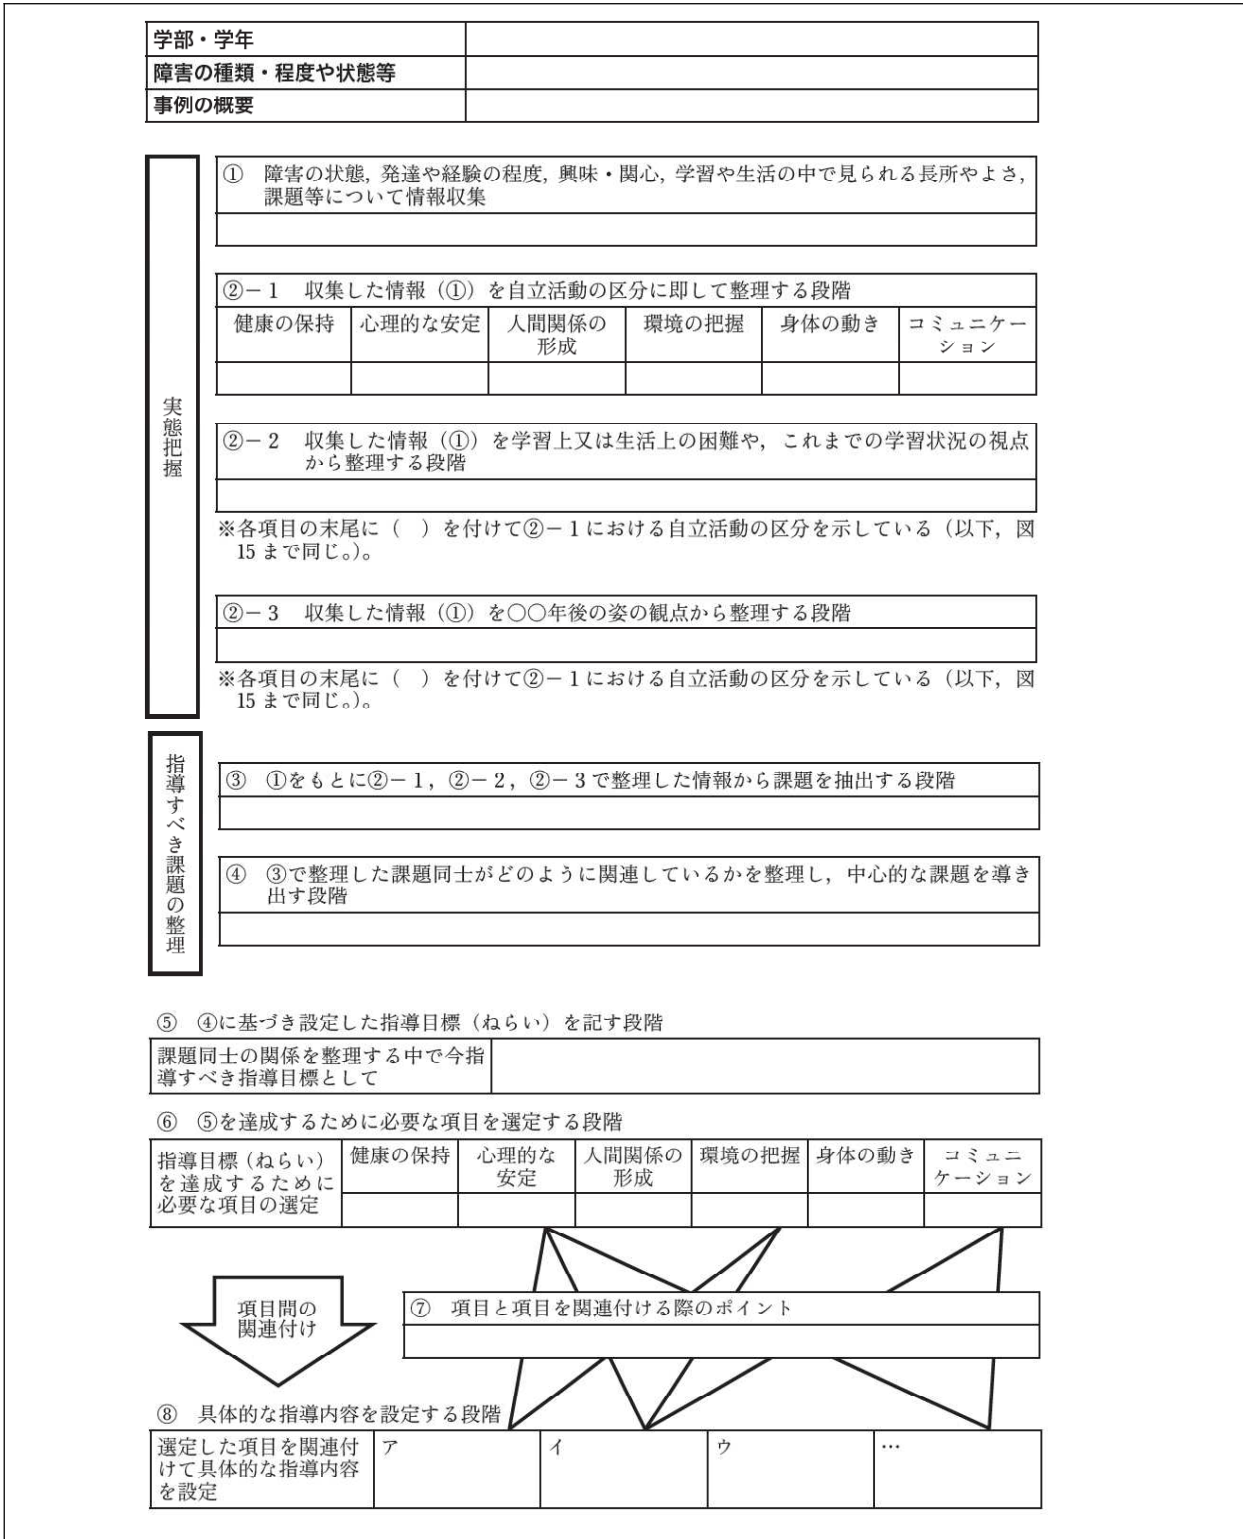 学部・学年
障害の種類・程度や状態等
事例の概要
実態把握
① 障害の状態，発達や経験の程度，興味・関心，学習や生活の中で見られる長所やよさ，
課題等について情報収集
②－１ 収集した情報（①）を自立活動の区分に即して整理する段階
健康の保持
心理的な安定
人間関係の
形成
環境の把握
身体の動き
コミュニケー
ション
②－２ 収集した情報（①）を学習上又は生活上の困難や，これまでの学習状況の視点
から整理する段階
※各項目の末尾に（ ）を付けて②－１における自立活動の区分を示している（以下，図
15 まで同じ。）。
②－３ 収集した情報（①）を〇〇年後の姿の観点から整理する段階
※各項目の末尾に（ ）を付けて②－１における自立活動の区分を示している（以下，図
15 まで同じ。）。
指導すべき課題の整理
③ ①をもとに②－１，②－２，②－３で整理した情報から課題を抽出する段階
④ ③で整理した課題同士がどのように関連しているかを整理し，中心的な課題を導き
出す段階
⑤ ④に基づき設定した指導目標（ねらい）を記す段階
課題同士の関係を整理する中で今指
導すべき指導目標として
⑥ ⑤を達成するために必要な項目を選定する段階
指導目標（ねらい）
を達成するために
必要な項目の選定
健康の保持
心理的な
安定
人間関係の
形成
環境の把握
身体の動き
コミュニ
ケーション
項目間の
関連付け
⑦ 項目と項目を関連付ける際のポイント
⑧ 具体的な指導内容を設定する段階
選定した項目を関連付
けて具体的な指導内容
を設定
ア
イ
ウ
…